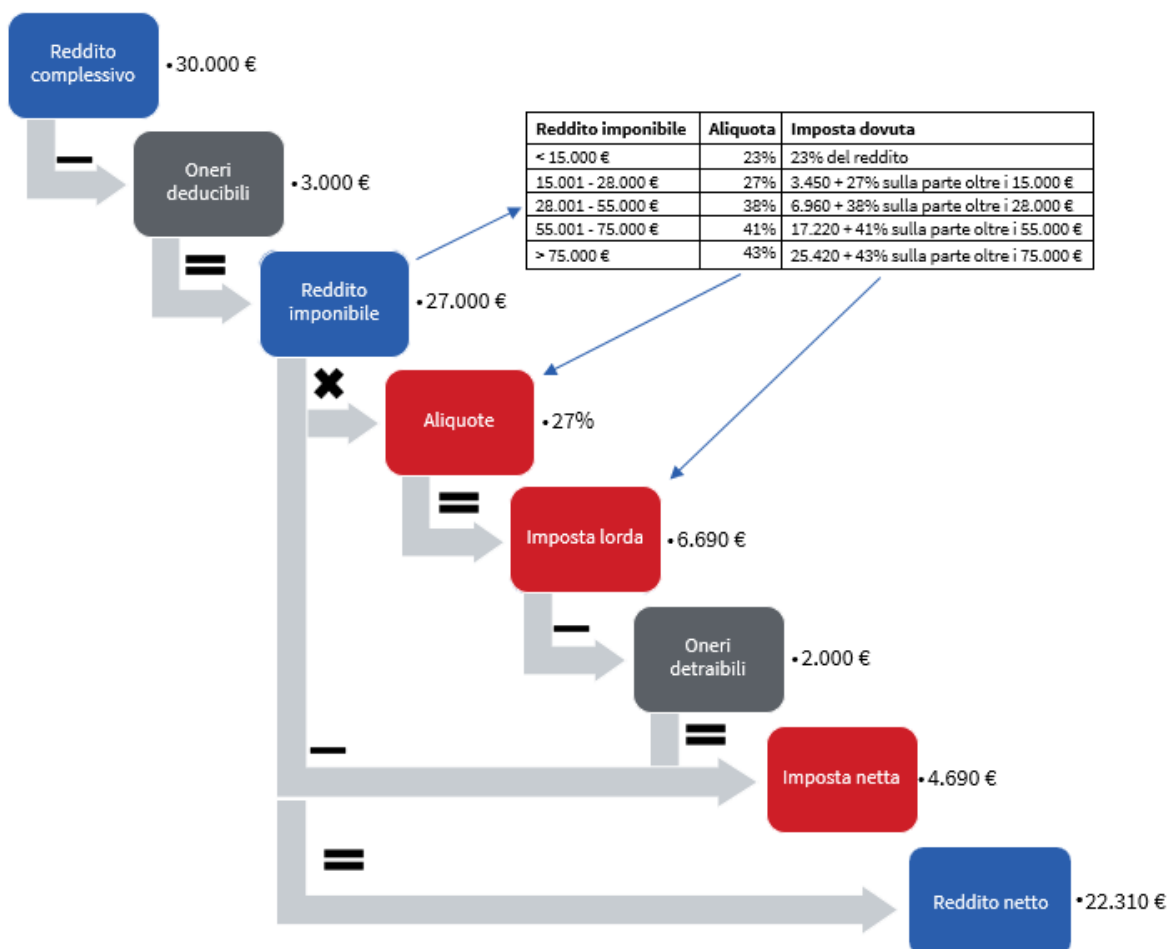 Reddito
complessivo
•30.000 €
Oneri
deducibili
•3.000 €
Reddito imponibile Aliquota Imposta dovuta
< 15.000 € 23% 23% del reddito
15.001 - 28.000 € 27% 3.450 + 27% sulla parte oltre i 15.000 €
28.001 - 55.000 € 38% 6.960 + 38% sulla parte oltre i 28.000 €
55.001 - 75.000 € 41% 17.220 + 41% sulla parte oltre i 55.000 €
> 75.000 € 43% 25.420 + 43% sulla parte oltre i 75.000 €
Reddito
imponibile
•27.000 €
Aliquote
•27%
Imposta lorda
•6.690 €
Oneri
detraibili
•2.000 €
Imposta netta
•4.690 €
Reddito netto
•22.310 €